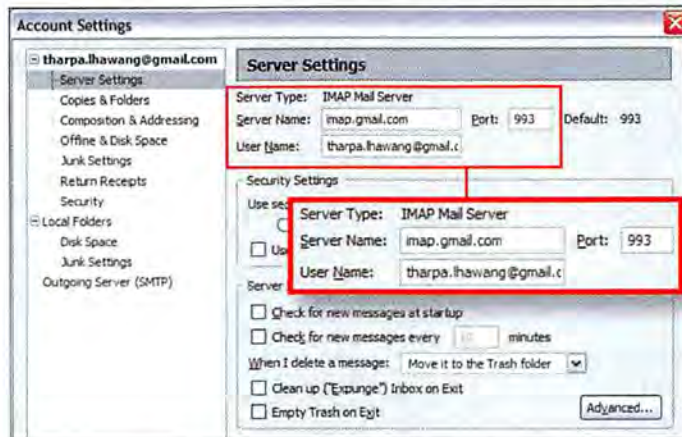 Account Settings
tharpa.lhawang@gmail.com
Server Settings
Copies & Folders
Composition & Addressing
Offline & Disk Space
Junk Settings
Return Receipts
Security
Local Folders
Disk Space
Junk Settings
Outgoing Server (SMTP)
Server Settings
Server Type: IMAP Mail Server
Server Name: imap.gmail.com Port: 993 Default: 993
User Name: tharpa.lhawang@gmail.c
Security Settings
Use sec
Us
Server Type: IMAP Mail Server
Server Name: imap.gmail.com Port: 993
User Name: tharpa.lhawang@gmail.c
Server
Check for new messages at startup
Check for new messages every minutes
When I delete a message: Move it to the Trash folder
Clean up ("Expunge") Inbox on Exit
Empty Trash on Exit
Advanced...